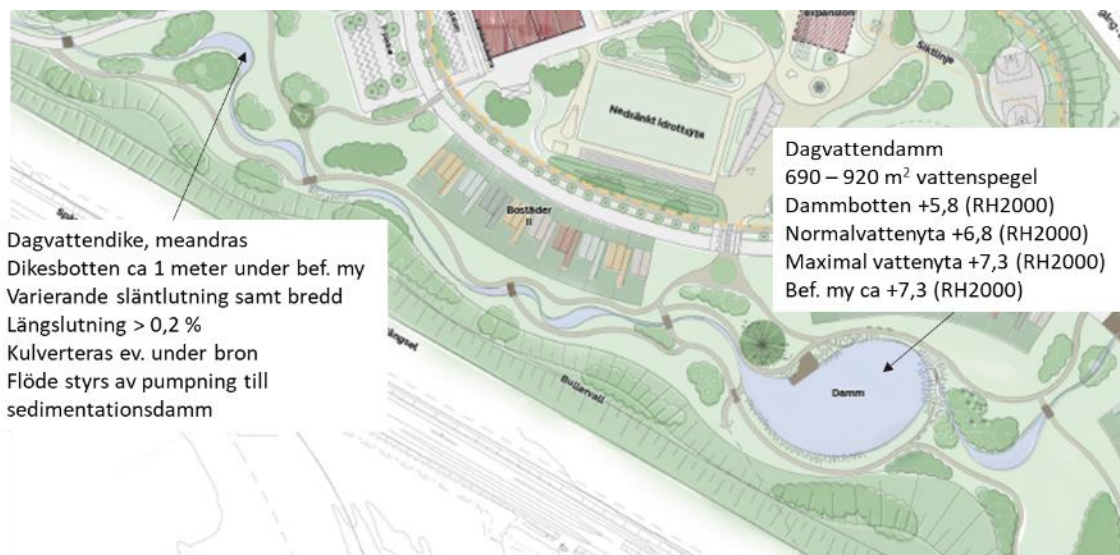 expansion
Siktlinje
Nedsänkt idrottsyta
Dagvattendamm
690 – 920 m² vattenspegel
Dammbotten +5,8 (RH2000)
Normalvattenyta +6,8 (RH2000)
Maximal vattenyta +7,3 (RH2000)
Bef. my ca +7,3 (RH2000)
Bostäder
II
Dagvattendike, meandras
Dikesbotten ca 1 meter under bef. my
Varierande släntlutning samt bredd
Längslutning > 0,2 %
Kulverteras ev. under bron
Flöde styrs av pumpning till
sedimentationsdamm
Bullervall
Damm